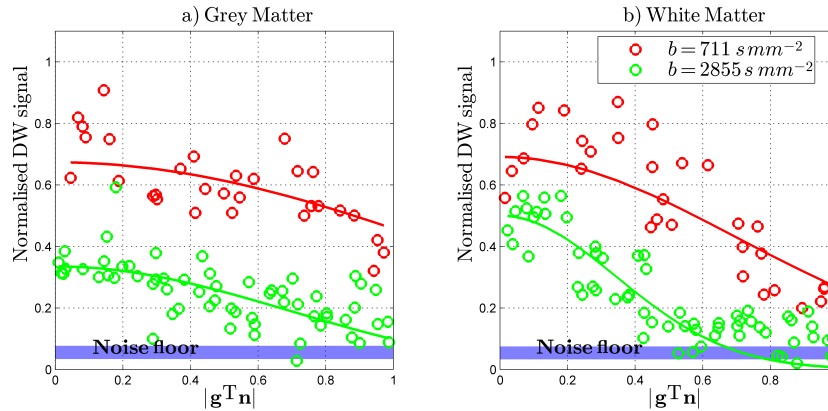 a) Grey Matter
Normalised DW signal
1
0.8
0.6
0.4
0.2
0
Noise floor
0 0.2 0.4 0.6 0.8 1
|gᵀn|
b) White Matter
b = 711 s mm⁻²
b = 2855 s mm⁻²
Normalised DW signal
1
0.8
0.6
0.4
0.2
0
Noise floor
0 0.2 0.4 0.6 0.8
|gᵀn|